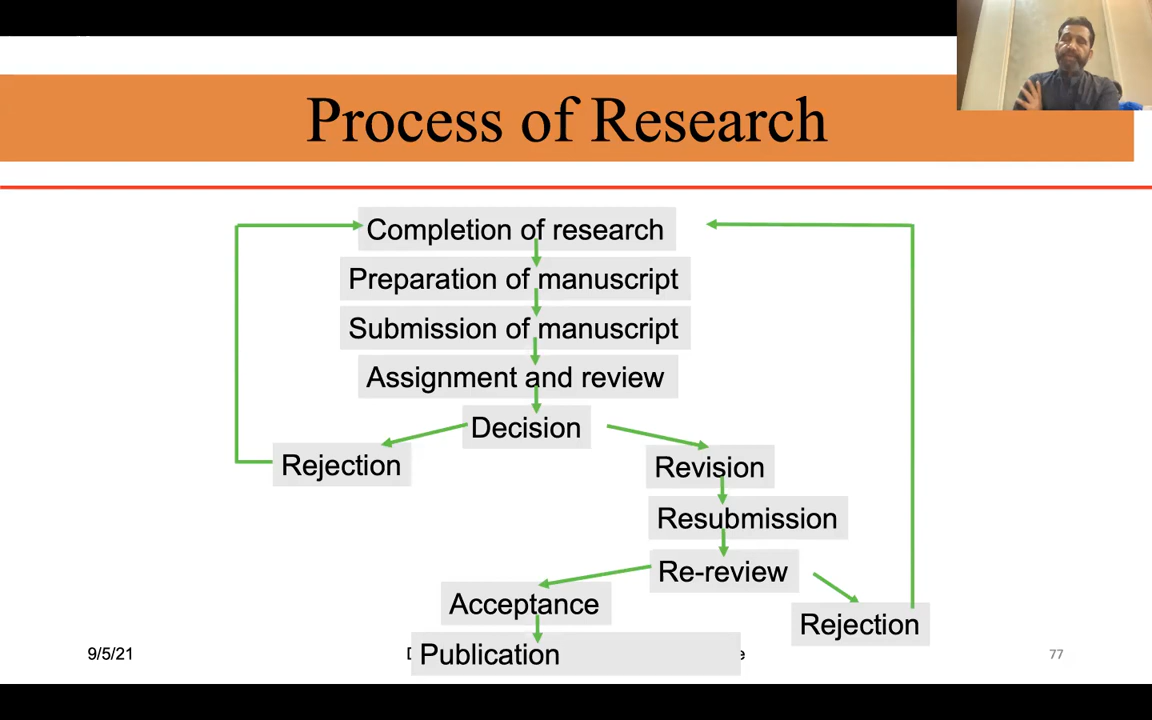 Process of Research
Completion of research
Preparation of manuscript
Submission of manuscript
Assignment and review
Decision
Rejection
Revision
Resubmission
Re-review
Acceptance
Rejection
Publication
9/5/21
77